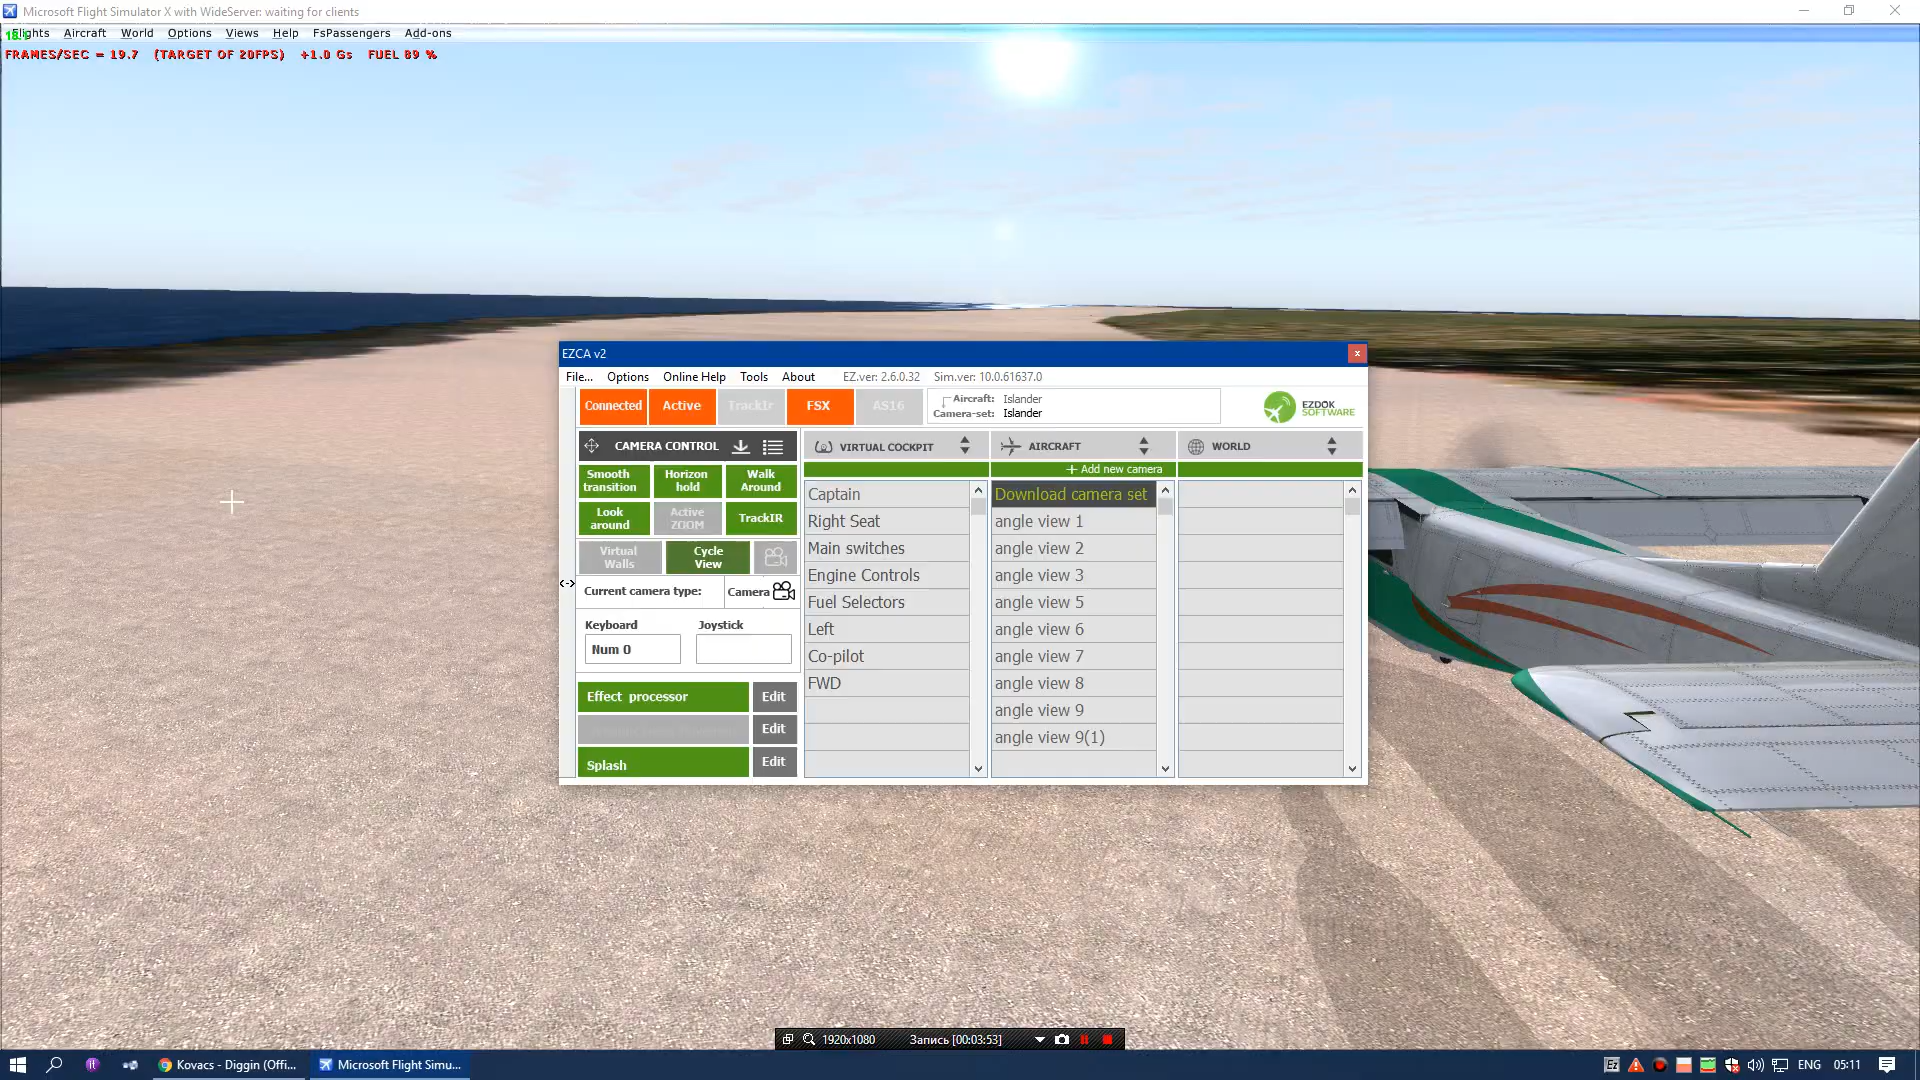 Microsoft Flight Simulator X with WideServer: waiting for clients
Flights Aircraft World Options Views Help FsPassengers Add-ons
FRAMES/SEC = 19.7 (TARGET OF 20FPS) +1.0 Gs FUEL 89 %
EZCA v2
x
File... Options Online Help Tools About EZ.ver: 2.6.0.32 Sim.ver: 10.0.61637.0
Connected Active TrackIr FSX AS16
Aircraft: Islander
Camera-set: Islander
EZDOK SOFTWARE
CAMERA CONTROL
VIRTUAL COCKPIT
AIRCRAFT
WORLD
+ Add new camera
Smooth transition
Horizon hold
Walk Around
Look around
Active ZOOM
TrackIR
Virtual Walls
Cycle View
Current camera type: Camera
Keyboard Joystick
Num 0
Effect processor Edit
Edit
Splash Edit
Captain
Right Seat
Main switches
Engine Controls
Fuel Selectors
Left
Co-pilot
FWD
Download camera set
angle view 1
angle view 2
angle view 3
angle view 5
angle view 6
angle view 7
angle view 8
angle view 9
angle view 9(1)
1920x1080 Запись [00:03:53]
Kovacs - Diggin (Offi...
Microsoft Flight Simu...
Ez
ENG 05:11